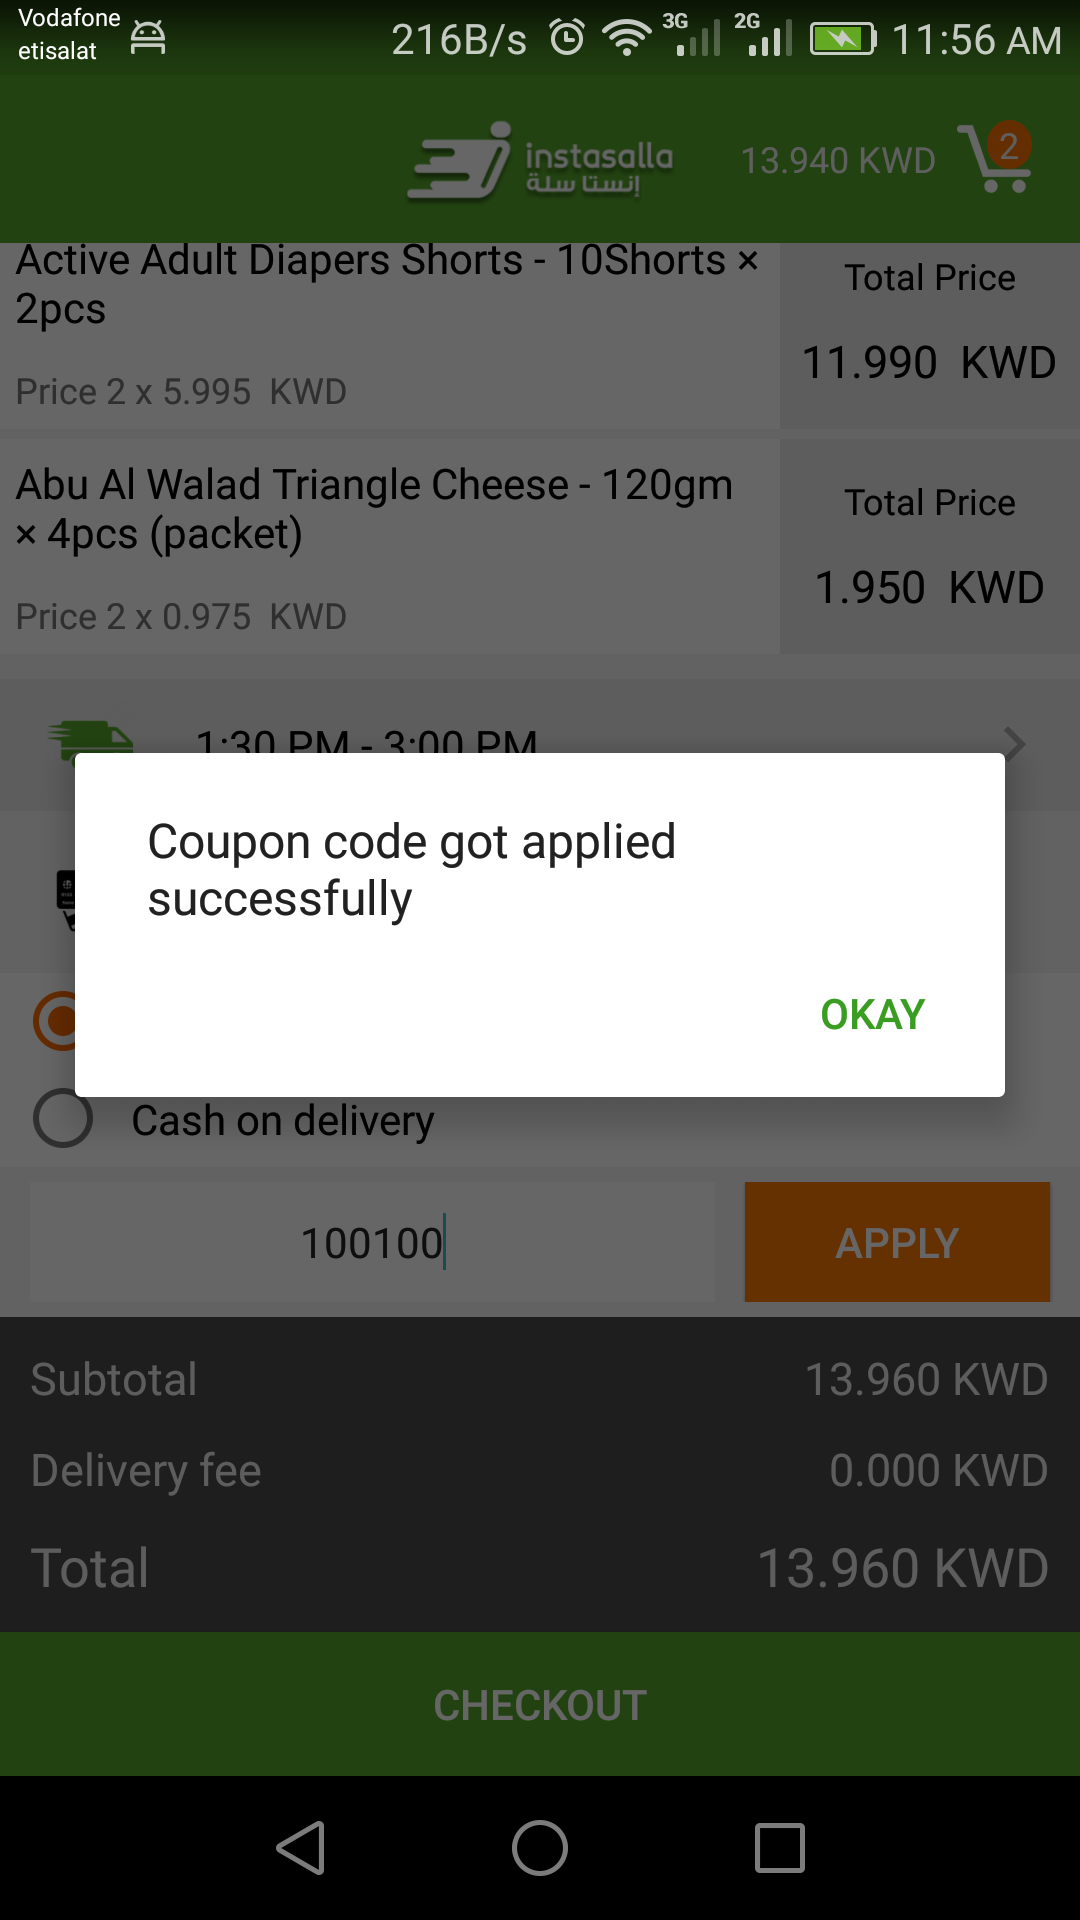 Vodafone
etisalat
216B/s 3G 2G 11:56 AM
instasalla
إنستا سلة
13.940 KWD 2
Active Adult Diapers Shorts - 10Shorts ×
2pcs
Price 2 x 5.995 KWD
Total Price
11.990 KWD
Abu Al Walad Triangle Cheese - 120gm
× 4pcs (packet)
Price 2 x 0.975 KWD
Total Price
1.950 KWD
1:30 PM - 3:00 PM
Coupon code got applied
successfully
OKAY
Cash on delivery
100100
APPLY
Subtotal 13.960 KWD
Delivery fee 0.000 KWD
Total 13.960 KWD
CHECKOUT